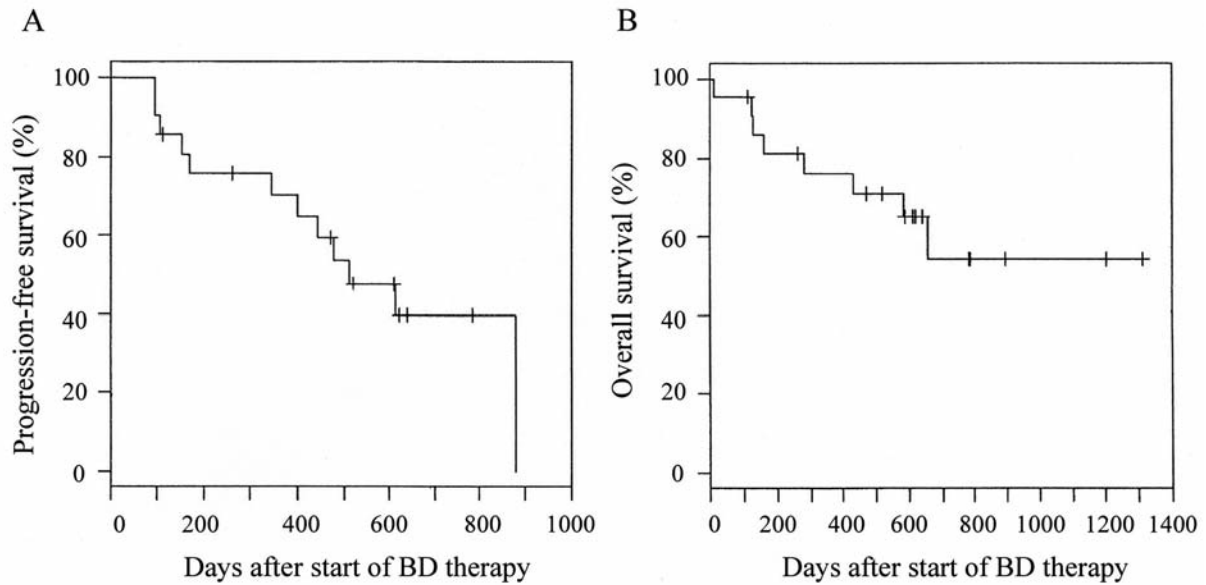 A
Progression-free survival (%)
100
80
60
40
20
0
0 200 400 600 800 1000
Days after start of BD therapy
B
Overall survival (%)
100
80
60
40
20
0
0 200 400 600 800 1000 1200 1400
Days after start of BD therapy